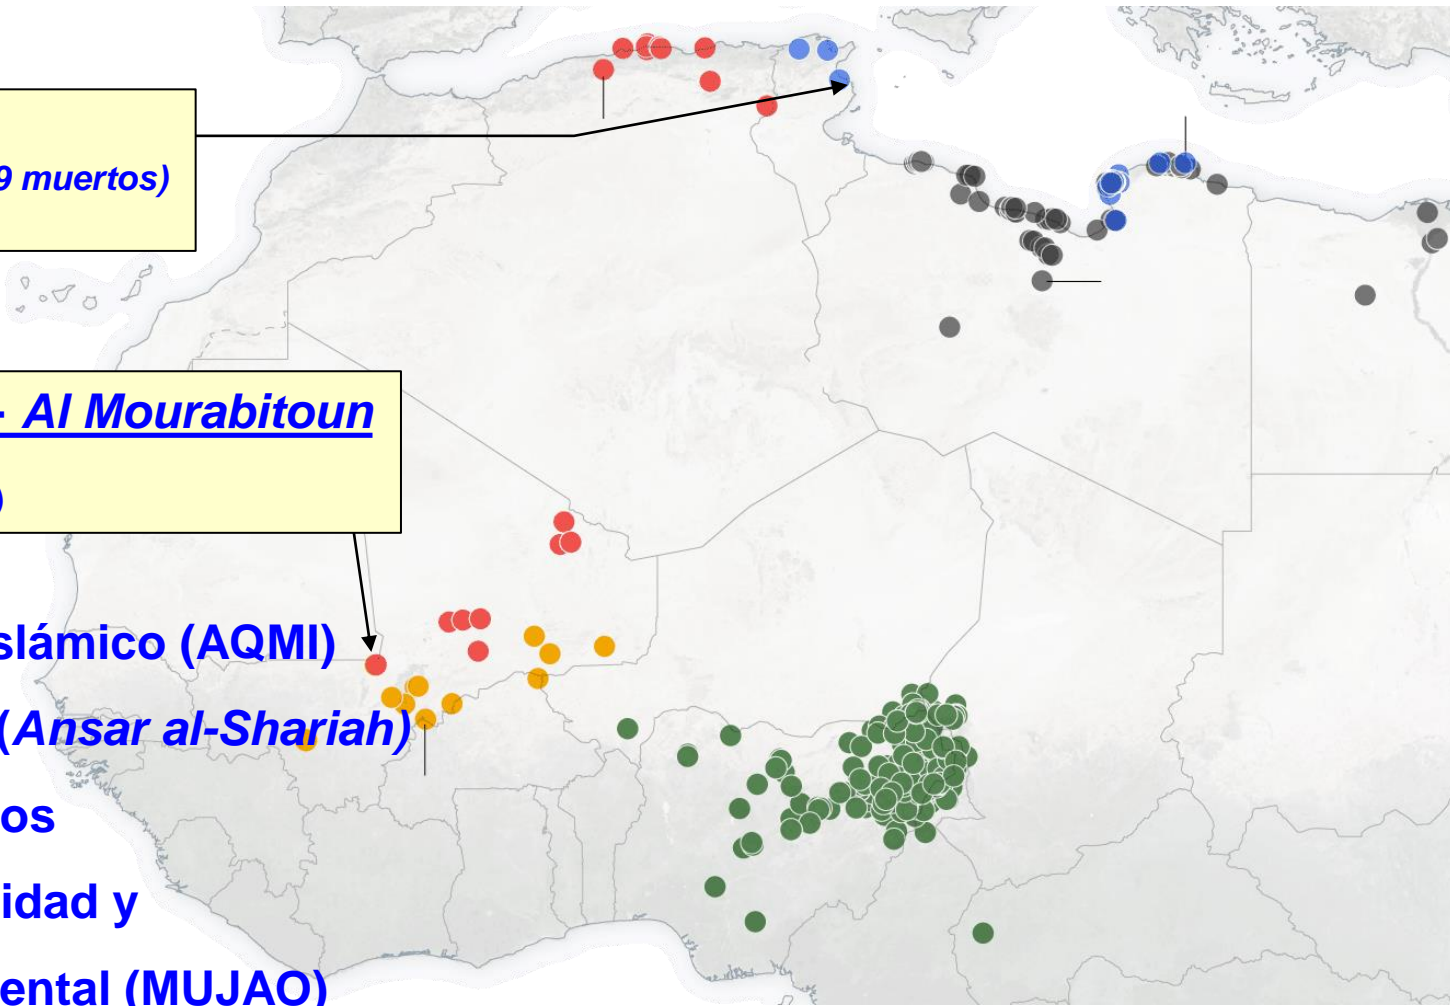 9 muertos)
- Al Mourabitoun
)
slámico (AQMI)
(Ansar al-Shariah)
os
idad y
ental (MUJAO)